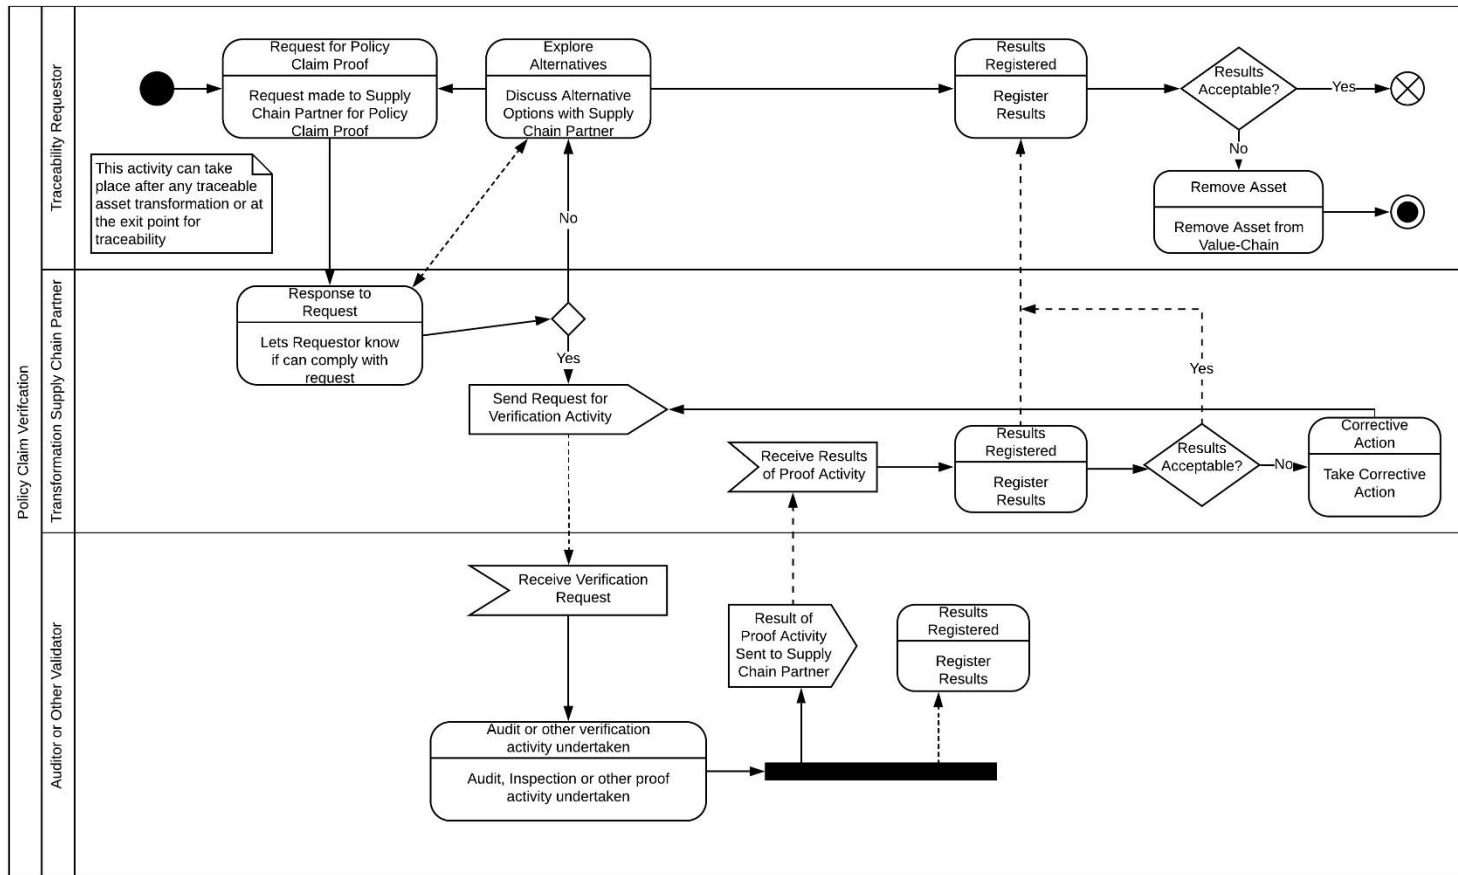 Policy Claim Verifcation
Traceability Requestor
Request for Policy
Claim Proof
Request made to Supply
Chain Partner for Policy
Claim Proof
Explore
Alternatives
Discuss Alternative
Options with Supply
Chain Partner
Results
Registered
Register
Results
Results
Acceptable?
Yes
No
Remove Asset
Remove Asset from
Value-Chain
This activity can take
place after any traceable
asset transformation or at
the exit point for
traceability
No
Transformation Supply Chain Partner
Response to
Request
Lets Requestor know
if can comply with
request
Yes
Send Request for
Verification Activity
Receive Results
of Proof Activity
Results
Registered
Register
Results
Results
Acceptable?
Yes
No
Corrective
Action
Take Corrective
Action
Auditor or Other Validator
Receive Verification
Request
Result of
Proof Activity
Sent to Supply
Chain Partner
Results
Registered
Register
Results
Audit or other verification
activity undertaken
Audit, Inspection or other proof
activity undertaken